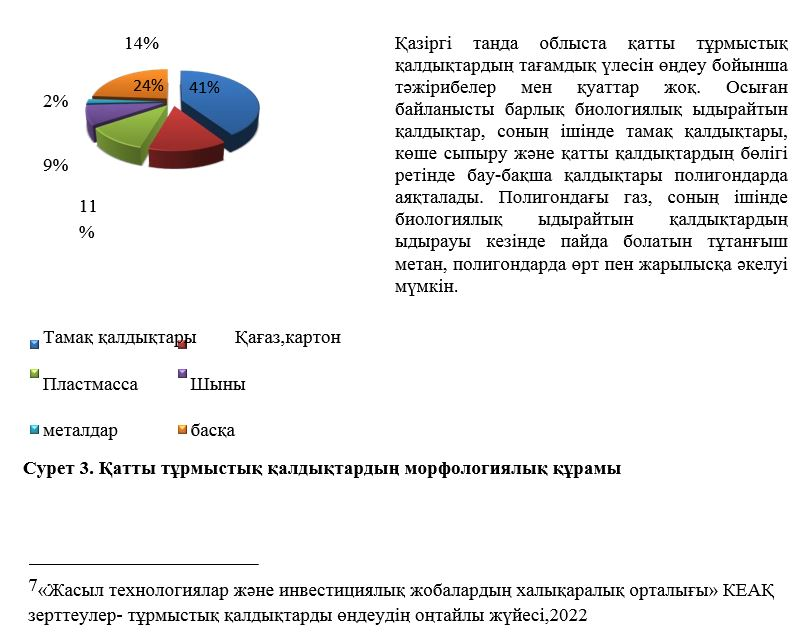 14%
24%
41%
2%
9%
11
%
Қазіргі таңда облыста қатты тұрмыстық
қалдықтардың тағамдық үлесін өңдеу бойынша
тәжірибелер мен қуаттар жоқ. Осыған
байланысты барлық биологиялық ыдырайтын
қалдықтар, соның ішінде тамақ қалдықтары,
көше сыпыру және қатты қалдықтардың бөлігі
ретінде бау-бақша қалдықтары полигондарда
аяқталады. Полигондағы газ, соның ішінде
биологиялық ыдырайтын қалдықтардың
ыдырауы кезінде пайда болатын тұтанғыш
метан, полигондарда өрт пен жарылысқа әкелуі
мүмкін.
Тамақ қалдықтары Қағаз,картон
Пластмасса Шыны
металдар басқа
Сурет 3. Қатты тұрмыстық қалдықтардың морфологиялық құрамы
7«Жасыл технологиялар және инвестициялық жобалардың халықаралық орталығы» КЕАҚ
зерттеулер- тұрмыстық қалдықтарды өңдеудің оңтайлы жүйесі,2022